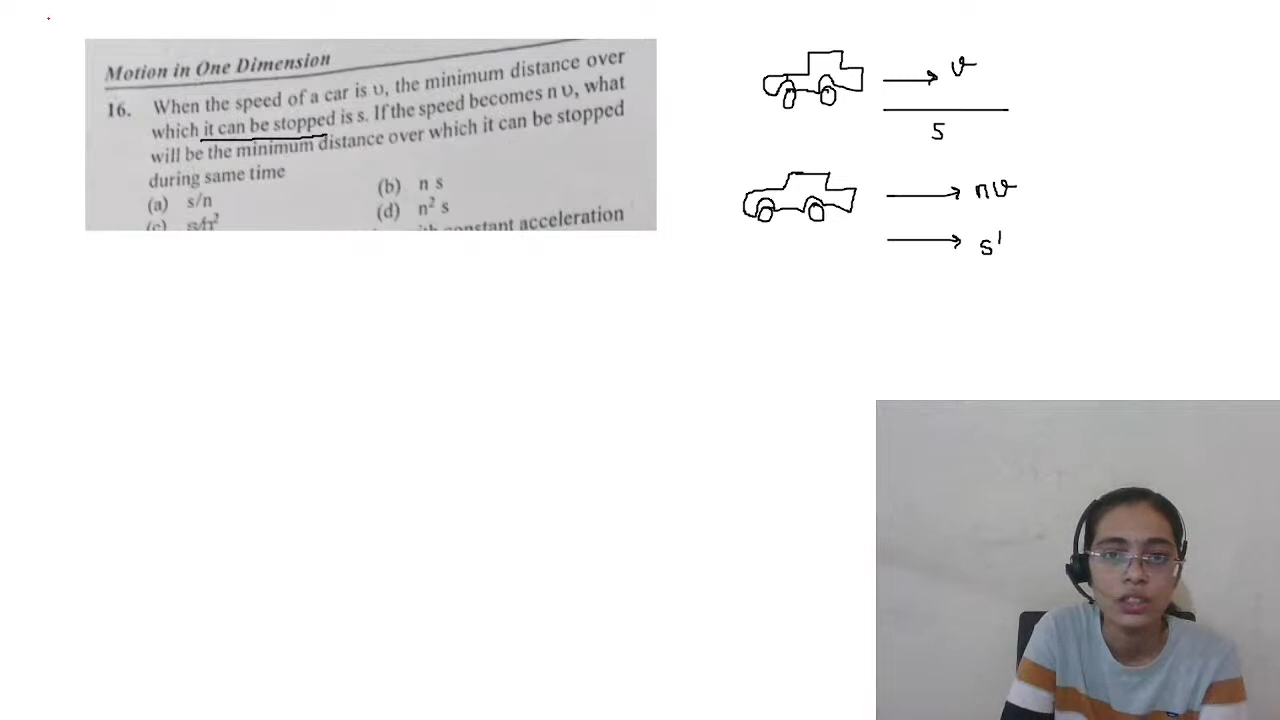 Motion in One Dimension
16. When the speed of a car is υ, the minimum distance over
which it can be stopped is s. If the speed becomes n υ, what
will be the minimum distance over which it can be stopped
during same time
(a) s/n
(b) n s
(c) s/n²
(d) n² s
with constant acceleration
v
S
nv
s'